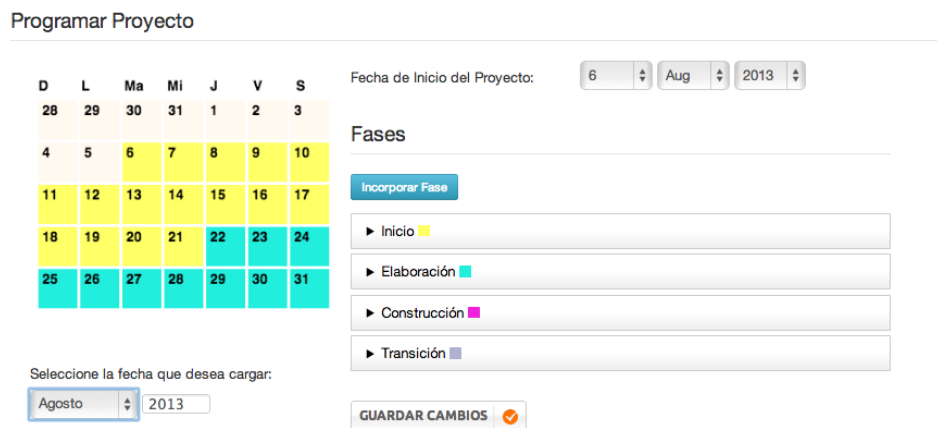 Programar Proyecto
D L Ma Mi J V S
28 29 30 31 1 2 3
4 5 6 7 8 9 10
11 12 13 14 15 16 17
18 19 20 21 22 23 24
25 26 27 28 29 30 31
Seleccione la fecha que desea cargar:
Agosto 2013
Fecha de Inicio del Proyecto: 6 Aug 2013
Fases
Incorporar Fase
Inicio
Elaboración
Construcción
Transición
GUARDAR CAMBIOS